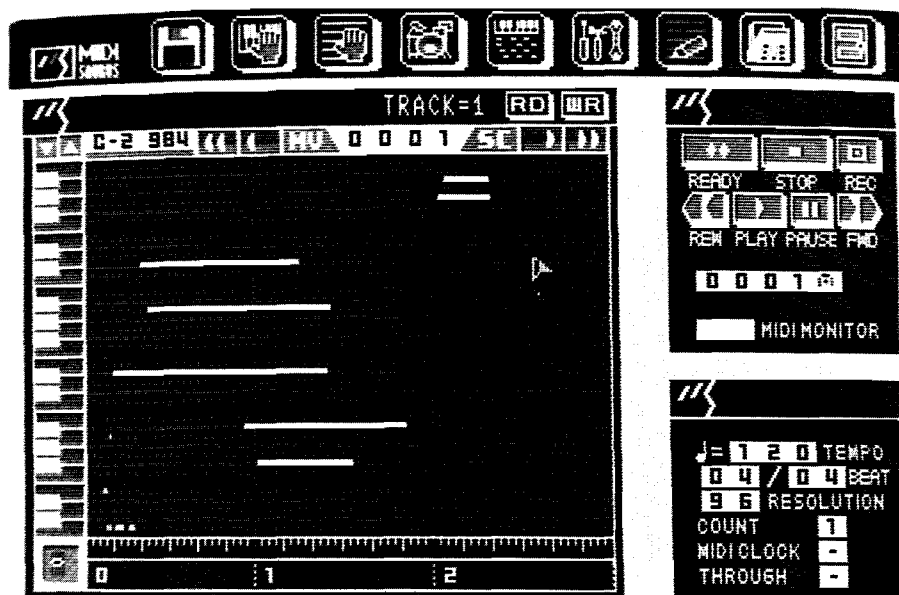 MIDI
TRACK=1 RD WR
C-2 984 MV 0 0 0 1 SC
READY STOP REC
REW PLAY PAUSE FWD
0 0 0 1
MIDI MONITOR
= 1 2 0 TEMPO
0 4 / 0 4 BEAT
9 6 RESOLUTION
COUNT 1
MIDI CLOCK -
THROUGH -
0 1 2